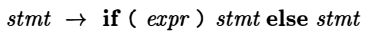 stmt → if ( expr ) stmt else stmt